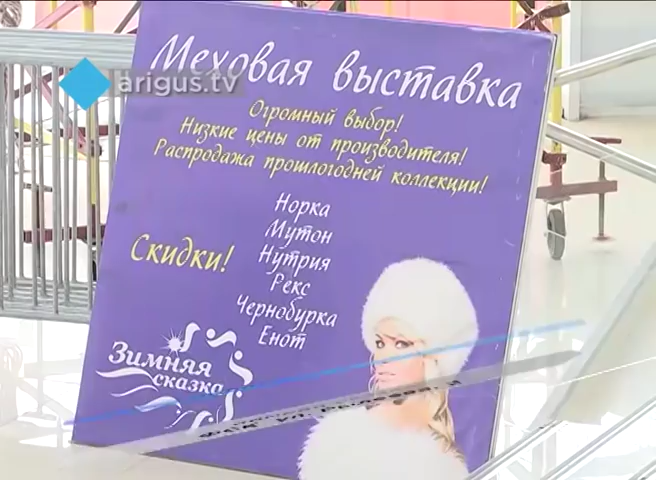 Меховая выставка
arigus.tv
Огромный выбор!
Низкие цены от производителя!
Распродажа прошлогодней коллекции!
Норка
Мутон
Нутрия
Рекс
Чернобурка
Енот
Скидки!
Зимняя
сказка